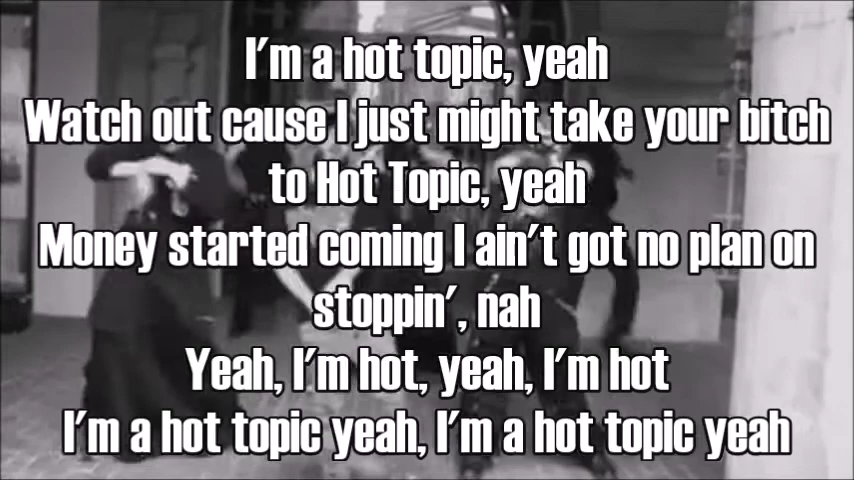 I'm a hot topic, yeah
Watch out cause I just might take your bitch
to Hot Topic, yeah
Money started coming I ain't got no plan on
stoppin', nah
Yeah, I'm hot, yeah, I'm hot
I'm a hot topic yeah, I'm a hot topic yeah